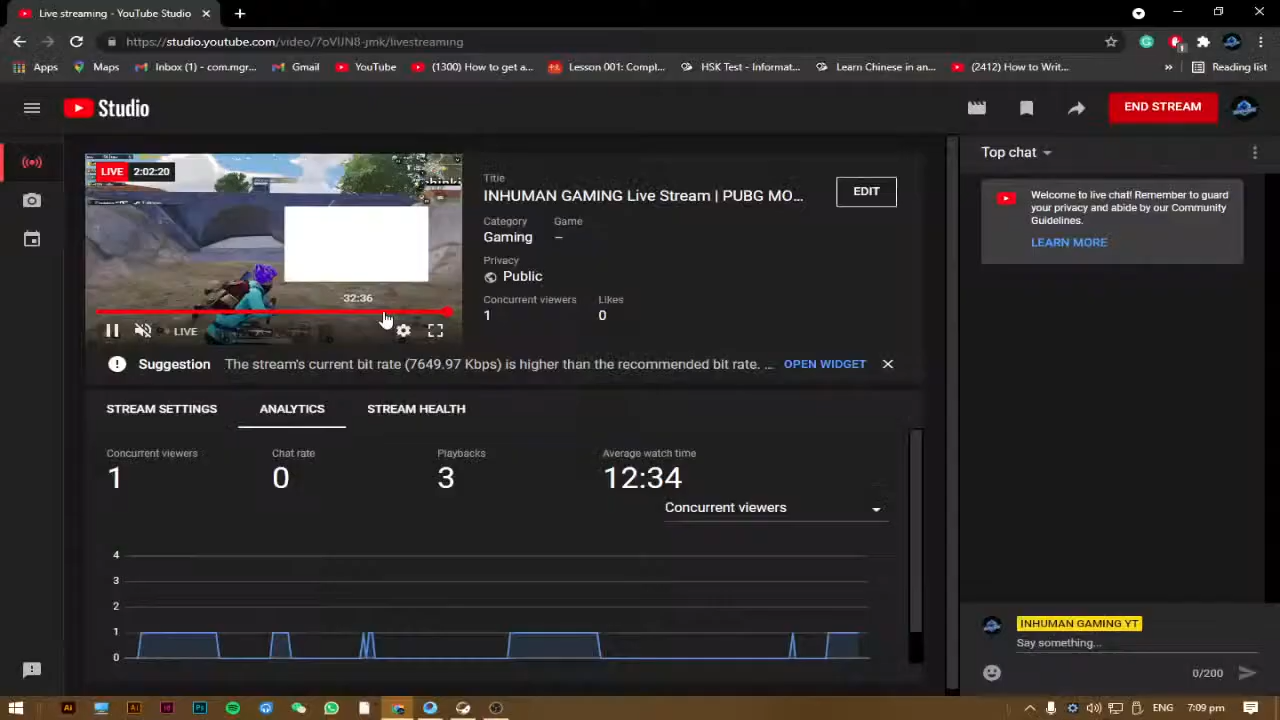 Live streaming - YouTube Studio
https://studio.youtube.com/video/7oVlJN8-jmk/livestreaming
Apps
Maps
Inbox (1) - com.mgr...
Gmail
YouTube
(1300) How to get a...
Lesson 001: Compl...
HSK Test - Informat...
Learn Chinese in an...
(2412) How to Writ...
»
Reading list
Studio
END STREAM
LIVE 2:02:20
-32:36
LIVE
Title
INHUMAN GAMING Live Stream | PUBG MO...
EDIT
Category Game
Gaming –
Privacy
Public
Concurrent viewers Likes
1 0
Suggestion The stream's current bit rate (7649.97 Kbps) is higher than the recommended bit rate. ... OPEN WIDGET
STREAM SETTINGS ANALYTICS STREAM HEALTH
Concurrent viewers Chat rate Playbacks Average watch time
1 0 3 12:34
Concurrent viewers
4
3
2
1
0
Top chat
Welcome to live chat! Remember to guard
your privacy and abide by our Community
Guidelines.
LEARN MORE
INHUMAN GAMING YT
Say something...
0/200
ENG 7:09 pm